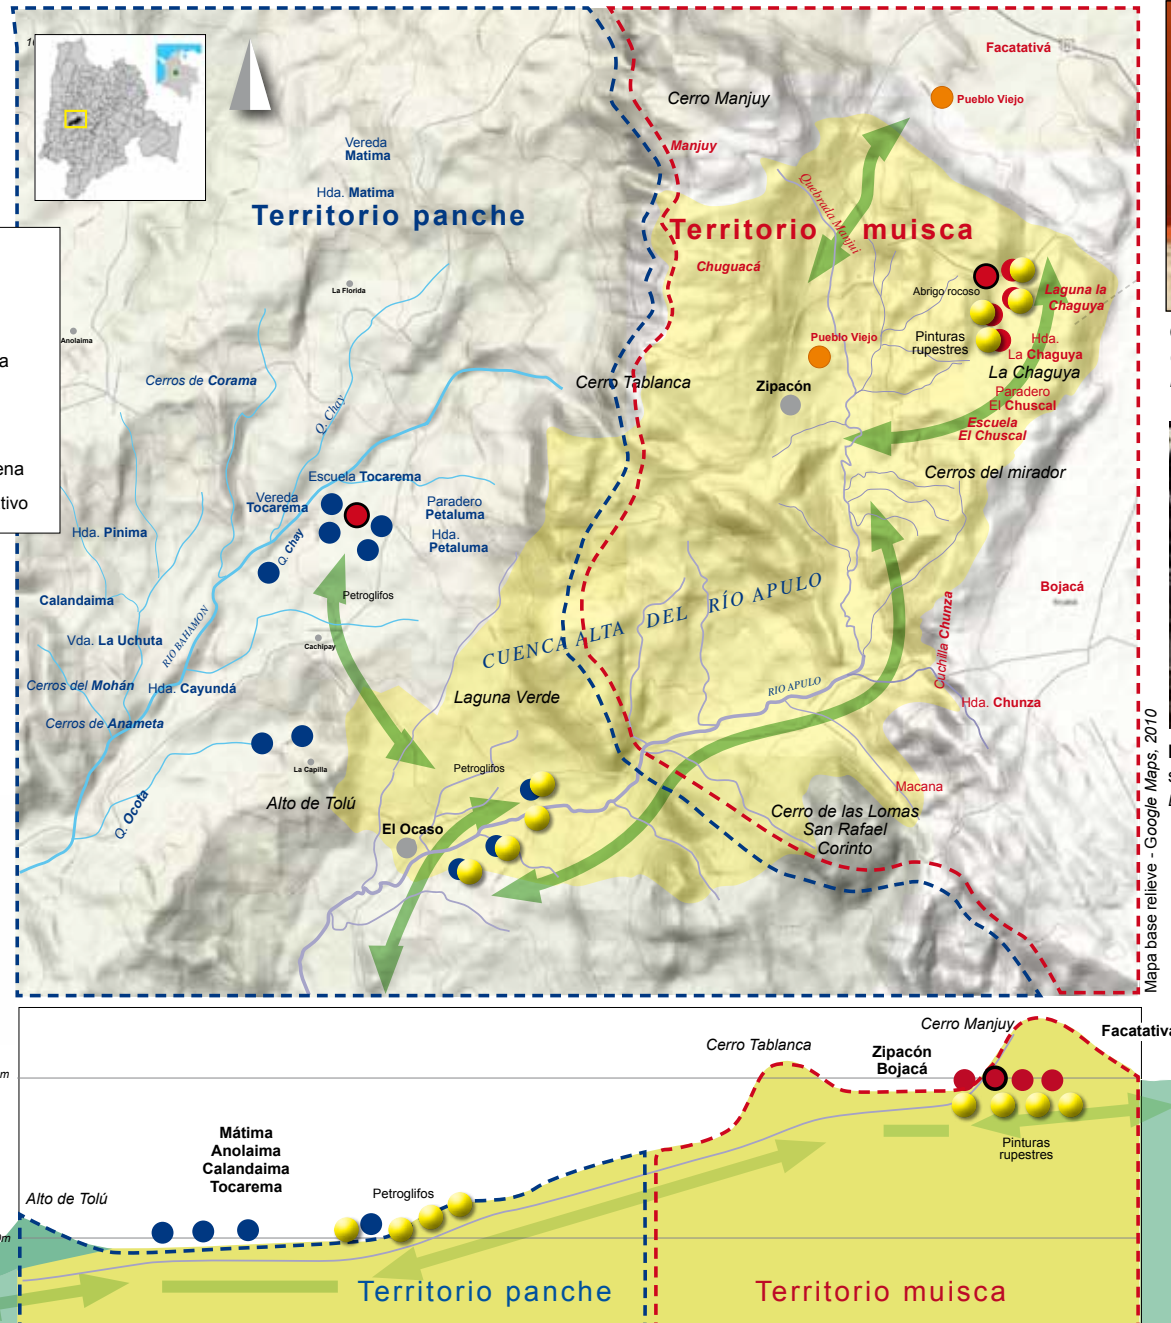 Facatativá
Pueblo Viejo
Cerro Manjuy
Manjuy
Vereda
Matima
Hda. Matima
Territorio panche
Territorio muisca
Quebrada Manjui
Chuguacá
La Florida
Anolaima
Abrigo rocoso
Laguna la
Chaguya
Pinturas
rupestres
Hda.
La Chaguya
La Chaguya
Pueblo Viejo
Zipacón
Paradero
El Chuscal
Escuela
El Chuscal
Cerros de Corama
Cerro Tablanca
Q. Chay
Cerros del mirador
Escuela Tocarema
Vereda
Tocarema
Paradero
Petaluma
Hda.
Petaluma
ena
tivo
Hda. Pinima
Q. Chay
Petroglifos
Calandaima
Bojacá
Vda. La Uchuta
RIO BAHAMON
Cachipay
CUENCA ALTA DEL RÍO APULO
Cuchilla Chunza
Cerros del Mohán
Hda. Cayundá
Laguna Verde
RIO APULO
Hda. Chunza
Cerros de Anameta
La Capilla
Petroglifos
Macana
Q. Ocota
Alto de Tolú
El Ocaso
Cerro de las Lomas
San Rafael
Corinto
Mapa base relieve - Google Maps, 2010
Cerro Manjuy
Facatativá
Cerro Tablanca
Zipacón
Bojacá
m
Mátima
Anolaima
Calandaima
Tocarema
Pinturas
rupestres
Alto de Tolú
Petroglifos
0m
Territorio panche
Territorio muisca